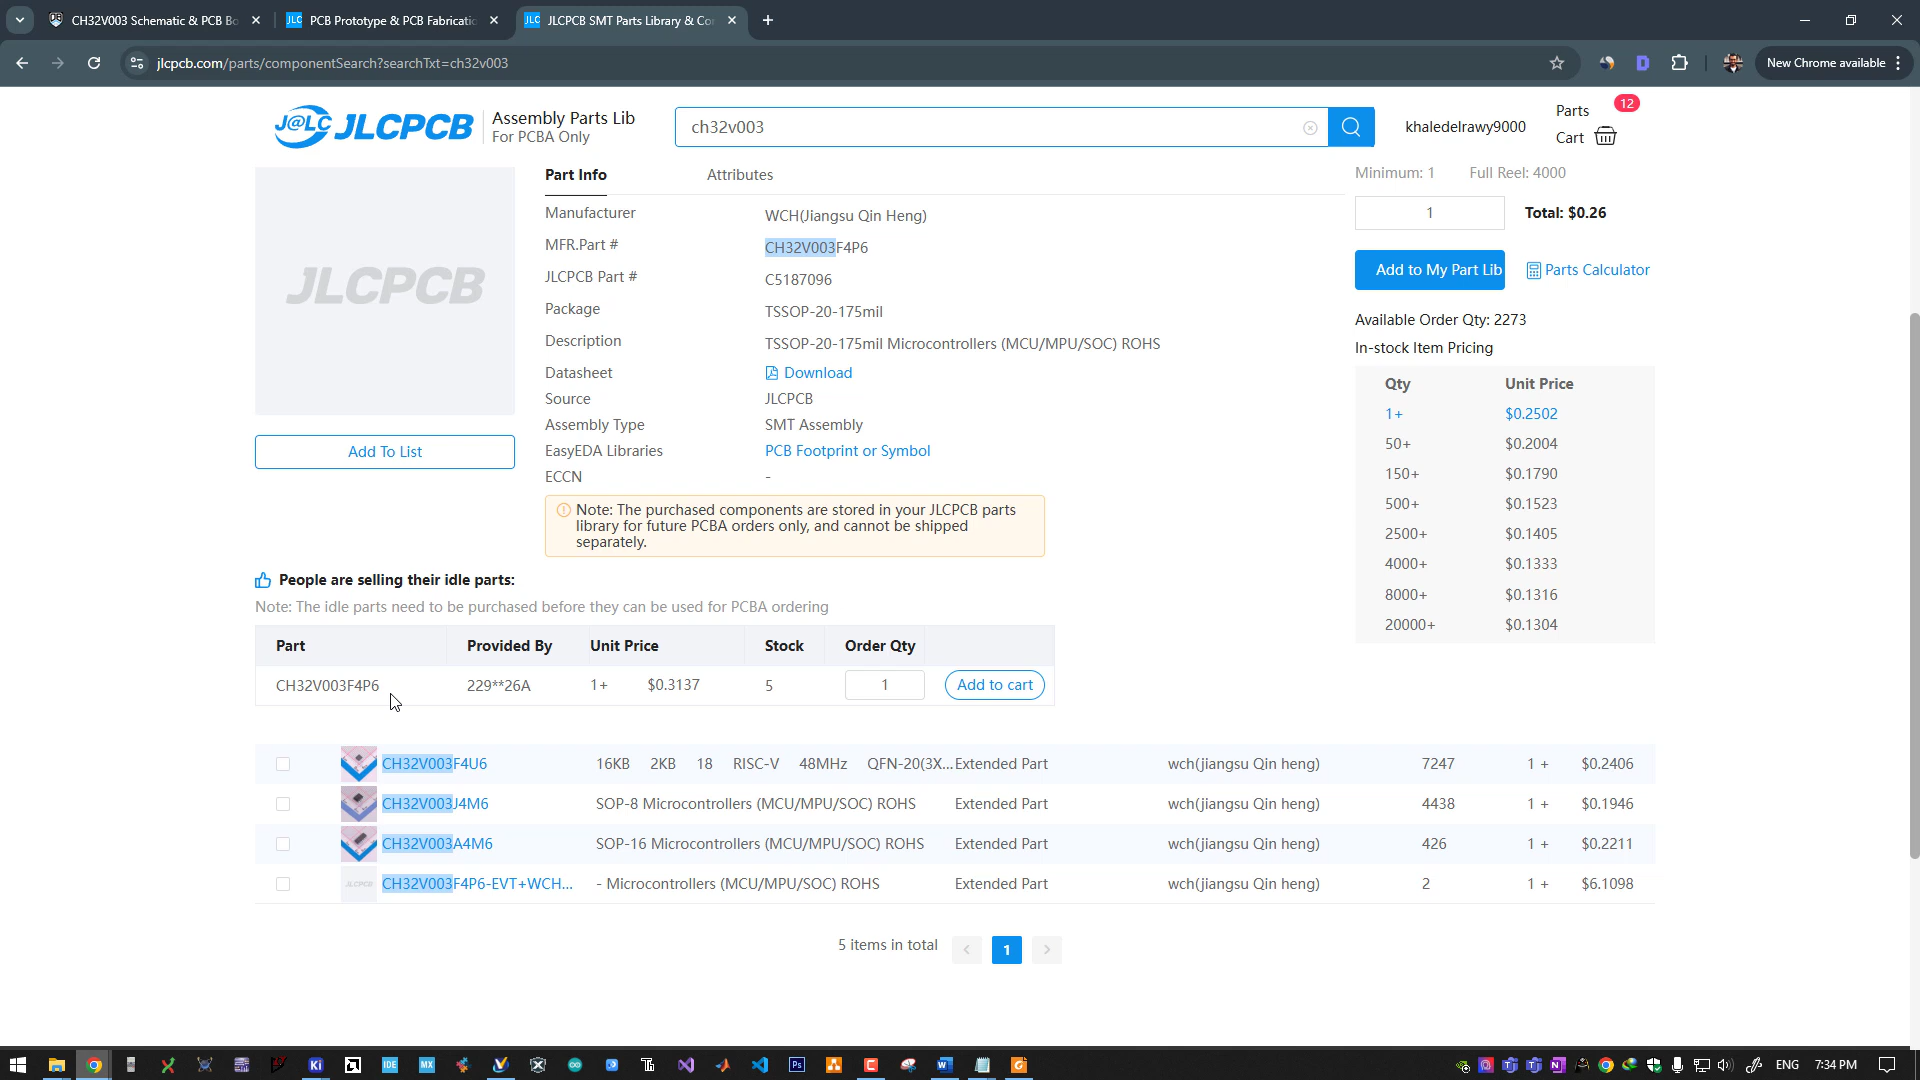 CH32V003 Schematic & PCB Bo
PCB Prototype & PCB Fabricatio
JLCPCB SMT Parts Library & Co
jlcpcb.com/parts/componentSearch?searchTxt=ch32v003
New Chrome available
J@LC JLCPCB
Assembly Parts Lib
For PCBA Only
ch32v003
khaledelrawy9000
Parts
Cart
12
JLCPCB
Add To List
Part Info
Attributes
Manufacturer WCH(Jiangsu Qin Heng)
MFR.Part # CH32V003F4P6
JLCPCB Part # C5187096
Package TSSOP-20-175mil
Description TSSOP-20-175mil Microcontrollers (MCU/MPU/SOC) ROHS
Datasheet Download
Source JLCPCB
Assembly Type SMT Assembly
EasyEDA Libraries PCB Footprint or Symbol
ECCN -
Note: The purchased components are stored in your JLCPCB parts
library for future PCBA orders only, and cannot be shipped
separately.
Minimum: 1 Full Reel: 4000
1 Total: $0.26
Add to My Part Lib Parts Calculator
Available Order Qty: 2273
In-stock Item Pricing
Qty Unit Price
1+ $0.2502
50+ $0.2004
150+ $0.1790
500+ $0.1523
2500+ $0.1405
4000+ $0.1333
8000+ $0.1316
20000+ $0.1304
People are selling their idle parts:
Note: The idle parts need to be purchased before they can be used for PCBA ordering
Part Provided By Unit Price Stock Order Qty
CH32V003F4P6 229**26A 1+ $0.3137 5 1 Add to cart
CH32V003F4U6 16KB 2KB 18 RISC-V 48MHz QFN-20(3X... Extended Part wch(jiangsu Qin heng) 7247 1 + $0.2406
CH32V003J4M6 SOP-8 Microcontrollers (MCU/MPU/SOC) ROHS Extended Part wch(jiangsu Qin heng) 4438 1 + $0.1946
CH32V003A4M6 SOP-16 Microcontrollers (MCU/MPU/SOC) ROHS Extended Part wch(jiangsu Qin heng) 426 1 + $0.2211
JLCPCB CH32V003F4P6-EVT+WCH... - Microcontrollers (MCU/MPU/SOC) ROHS Extended Part wch(jiangsu Qin heng) 2 1 + $6.1098
5 items in total < 1 >
ENG 7:34 PM